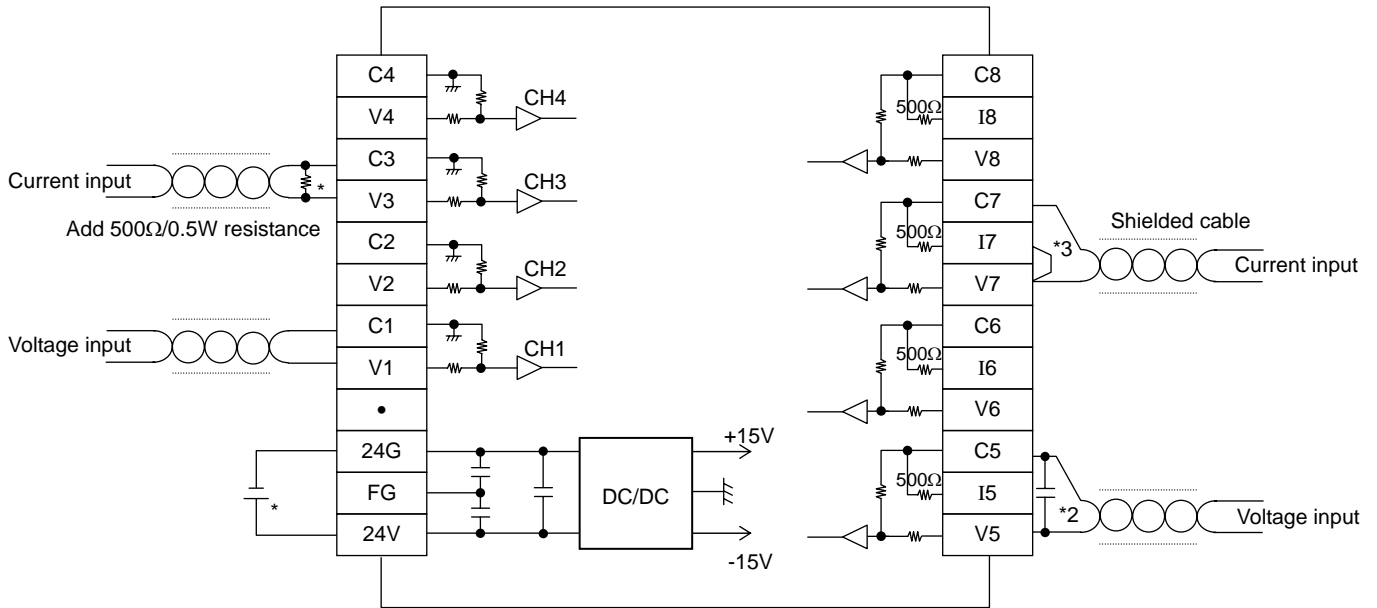 C4
V4
C3
V3
C2
V2
C1
V1
•
24G
FG
24V
CH4
CH3
CH2
CH1
Current input
*
Add 500Ω/0.5W resistance
Voltage input
*
DC/DC
+15V
-15V
C8
I8
V8
C7
I7
V7
C6
I6
V6
C5
I5
V5
500Ω
500Ω
500Ω
500Ω
Shielded cable
*3
Current input
*2
Voltage input